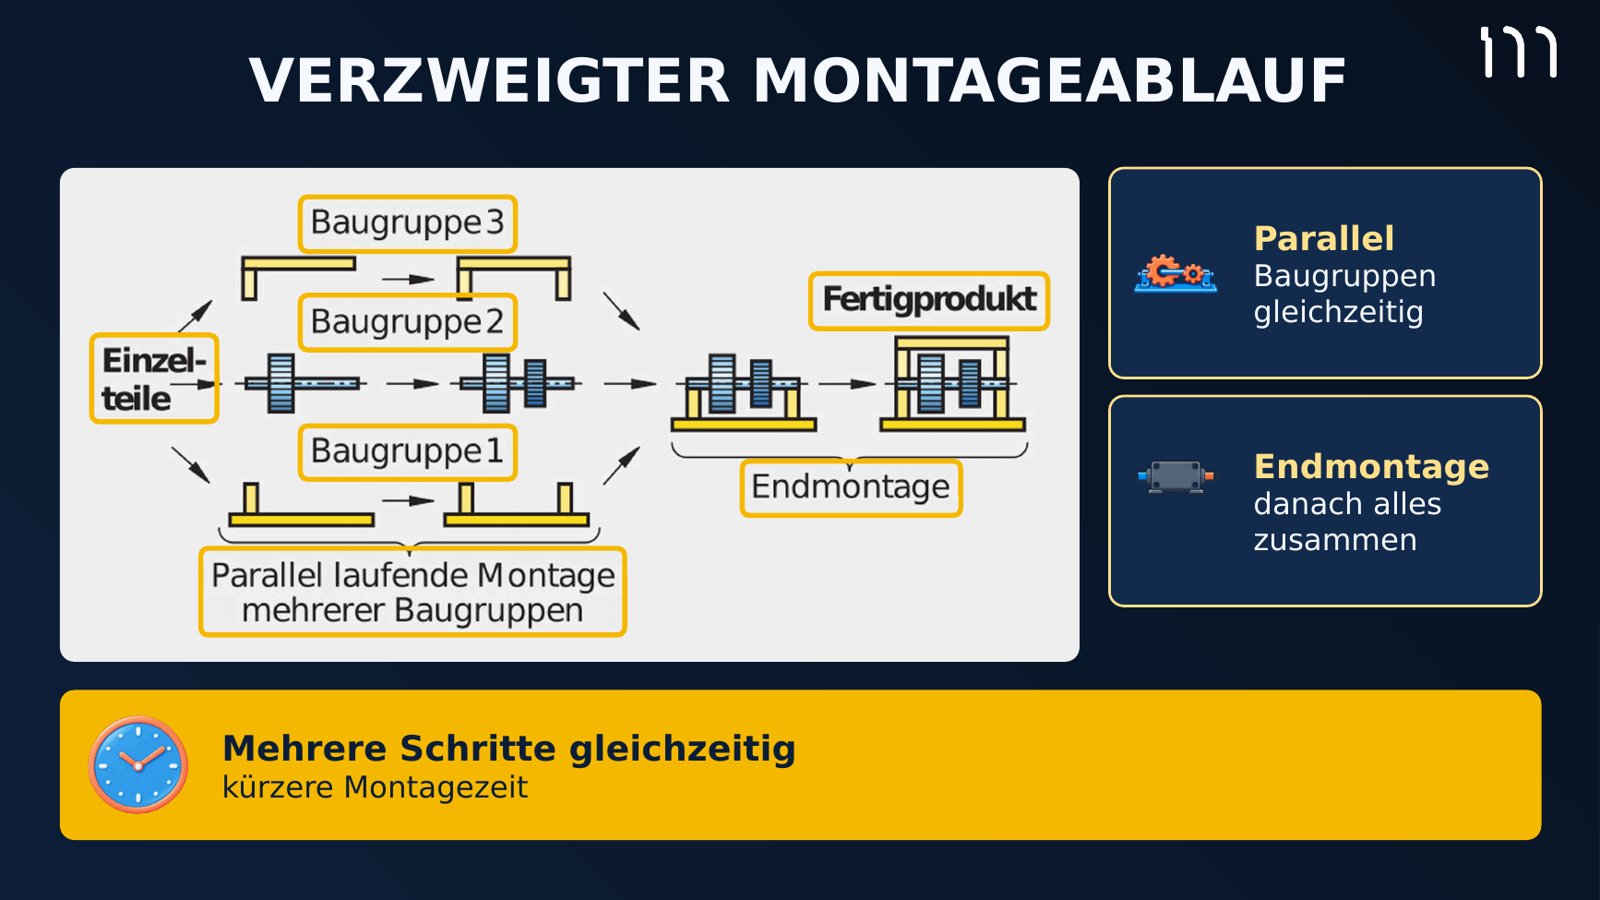 VERZWEIGTER MONTAGEABLAUF
Baugruppe 3
Baugruppe 2
Einzel-
teile
Baugruppe 1
Parallel laufende Montage
mehrerer Baugruppen
Fertigprodukt
Endmontage
Parallel
Baugruppen
gleichzeitig
Endmontage
danach alles
zusammen
Mehrere Schritte gleichzeitig
kürzere Montagezeit